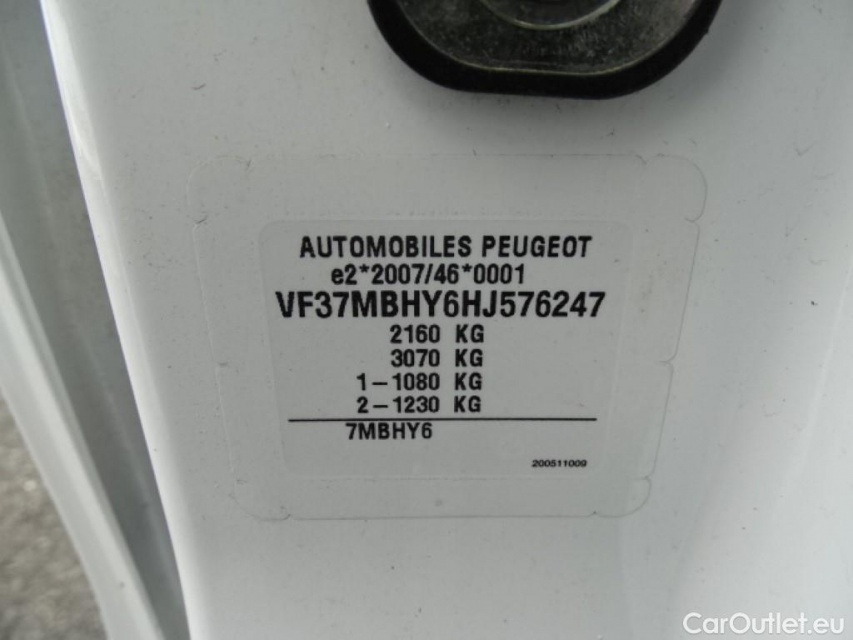 AUTOMOBILES PEUGEOT
e2*2007/46*0001
VF37MBHY6HJ576247
2160 KG
3070 KG
1-1080 KG
2-1230 KG
7MBHY6
200511009
CarOutlet.eu